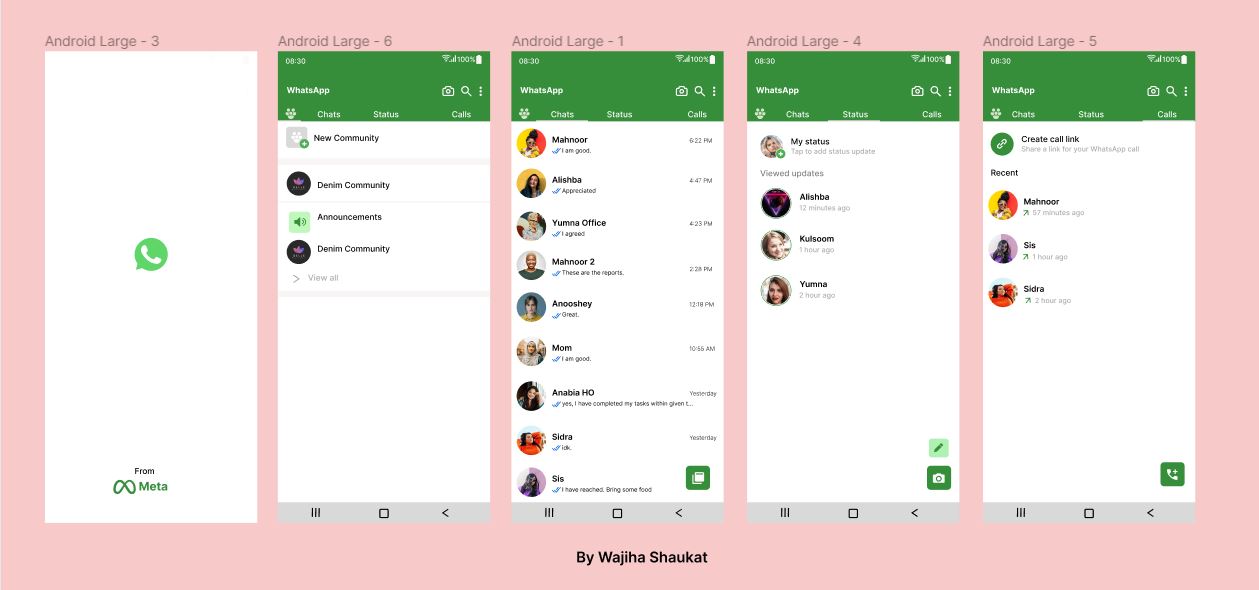 Android Large - 3
From
Meta
Android Large - 6
08:30
100%
WhatsApp
Chats Status Calls
New Community
Denim Community
Announcements
Denim Community
View all
Android Large - 1
08:30
100%
WhatsApp
Chats Status Calls
Mahnoor 6:22 PM
I am good.
Alishba 4:47 PM
Appreciated
Yumna Office 4:23 PM
I agreed
Mahnoor 2
These are the reports. 2:28 PM
Anooshey 12:18 PM
Great.
Mom 10:55 AM
I am good.
Anabia HO Yesterday
yes, I have completed my tasks within given t...
Sidra Yesterday
idk.
Sis
I have reached. Bring some food
Android Large - 4
08:30
100%
WhatsApp
Chats Status Calls
My status
Tap to add status update
Viewed updates
Alishba
12 minutes ago
Kulsoom
1 hour ago
Yumna
2 hour ago
Android Large - 5
08:30
100%
WhatsApp
Chats Status Calls
Create call link
Share a link for your WhatsApp call
Recent
Mahnoor
57 minutes ago
Sis
1 hour ago
Sidra
2 hour ago
By Wajiha Shaukat